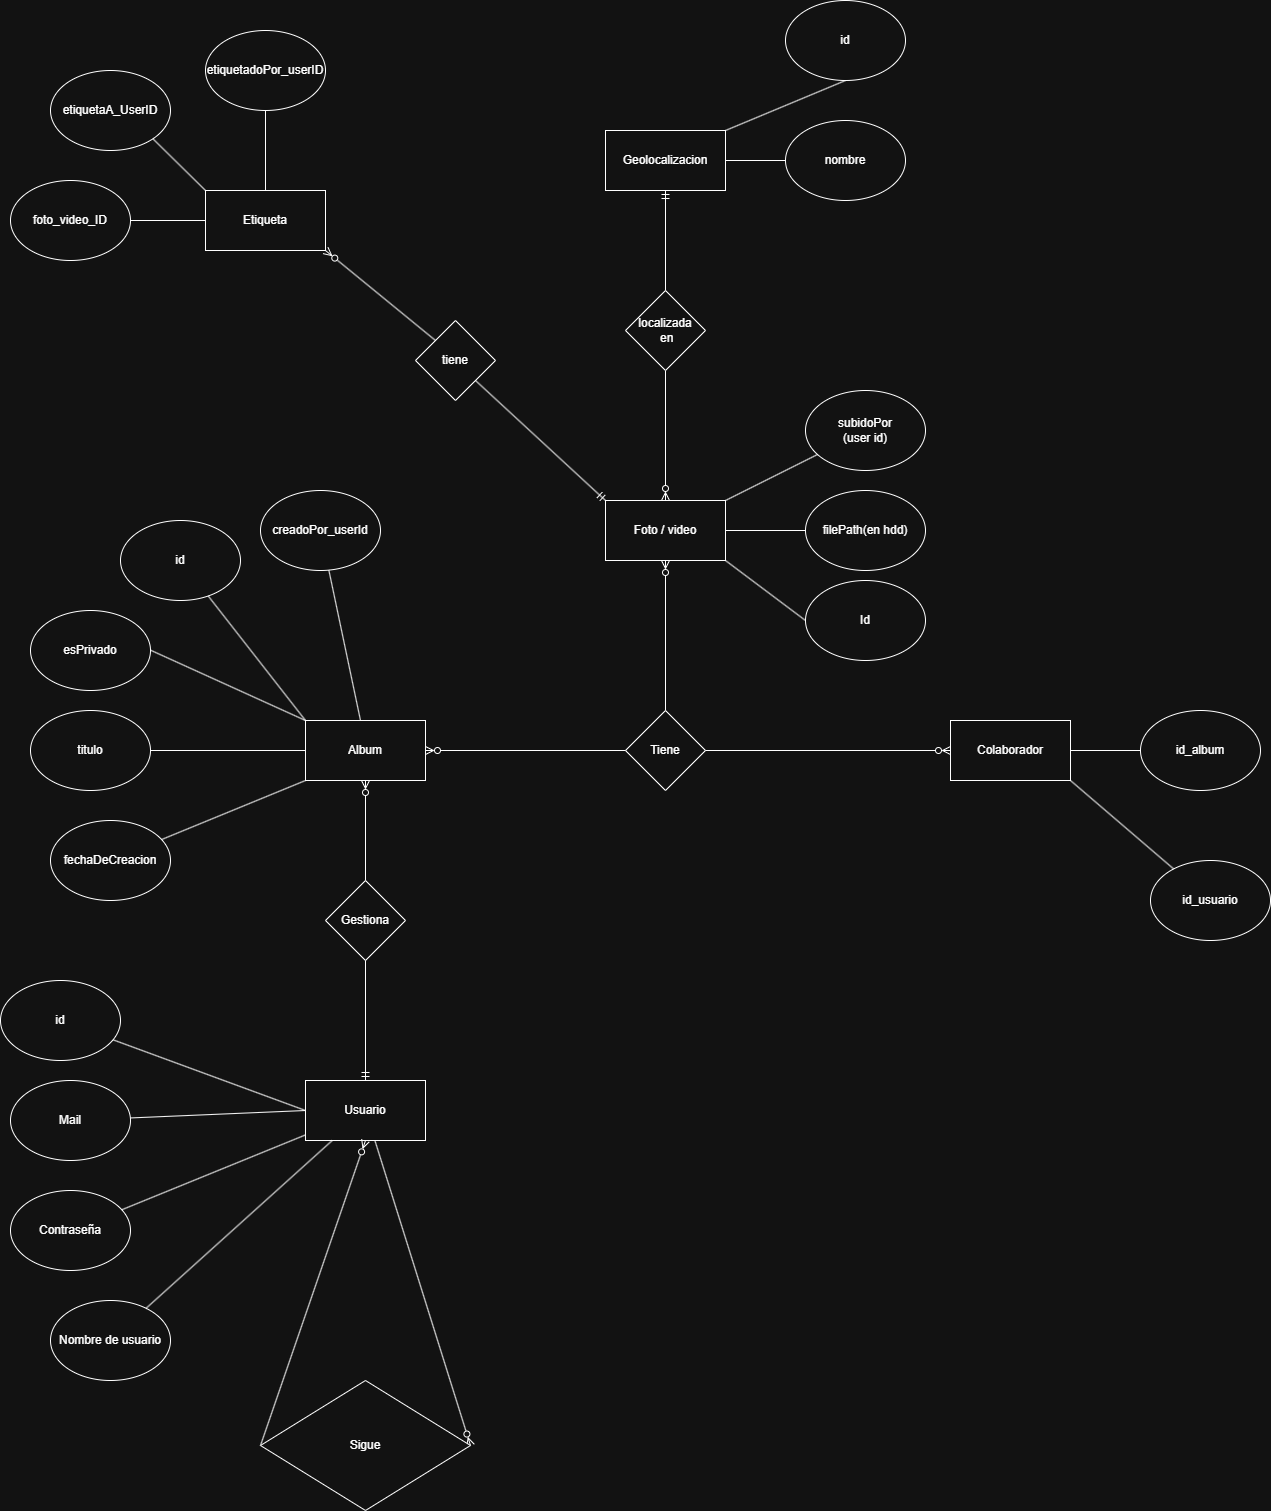 id
etiquetadoPor_userID
etiquetaA_UserID
Geolocalizacion
nombre
foto_video_ID
Etiqueta
localizada
en
tiene
subidoPor
(user id)
creadoPor_userId
Foto / video
filePath(en hdd)
id
Id
esPrivado
titulo
Album
Tiene
Colaborador
id_album
fechaDeCreacion
id_usuario
Gestiona
id
Usuario
Mail
Contraseña
Nombre de usuario
Sigue